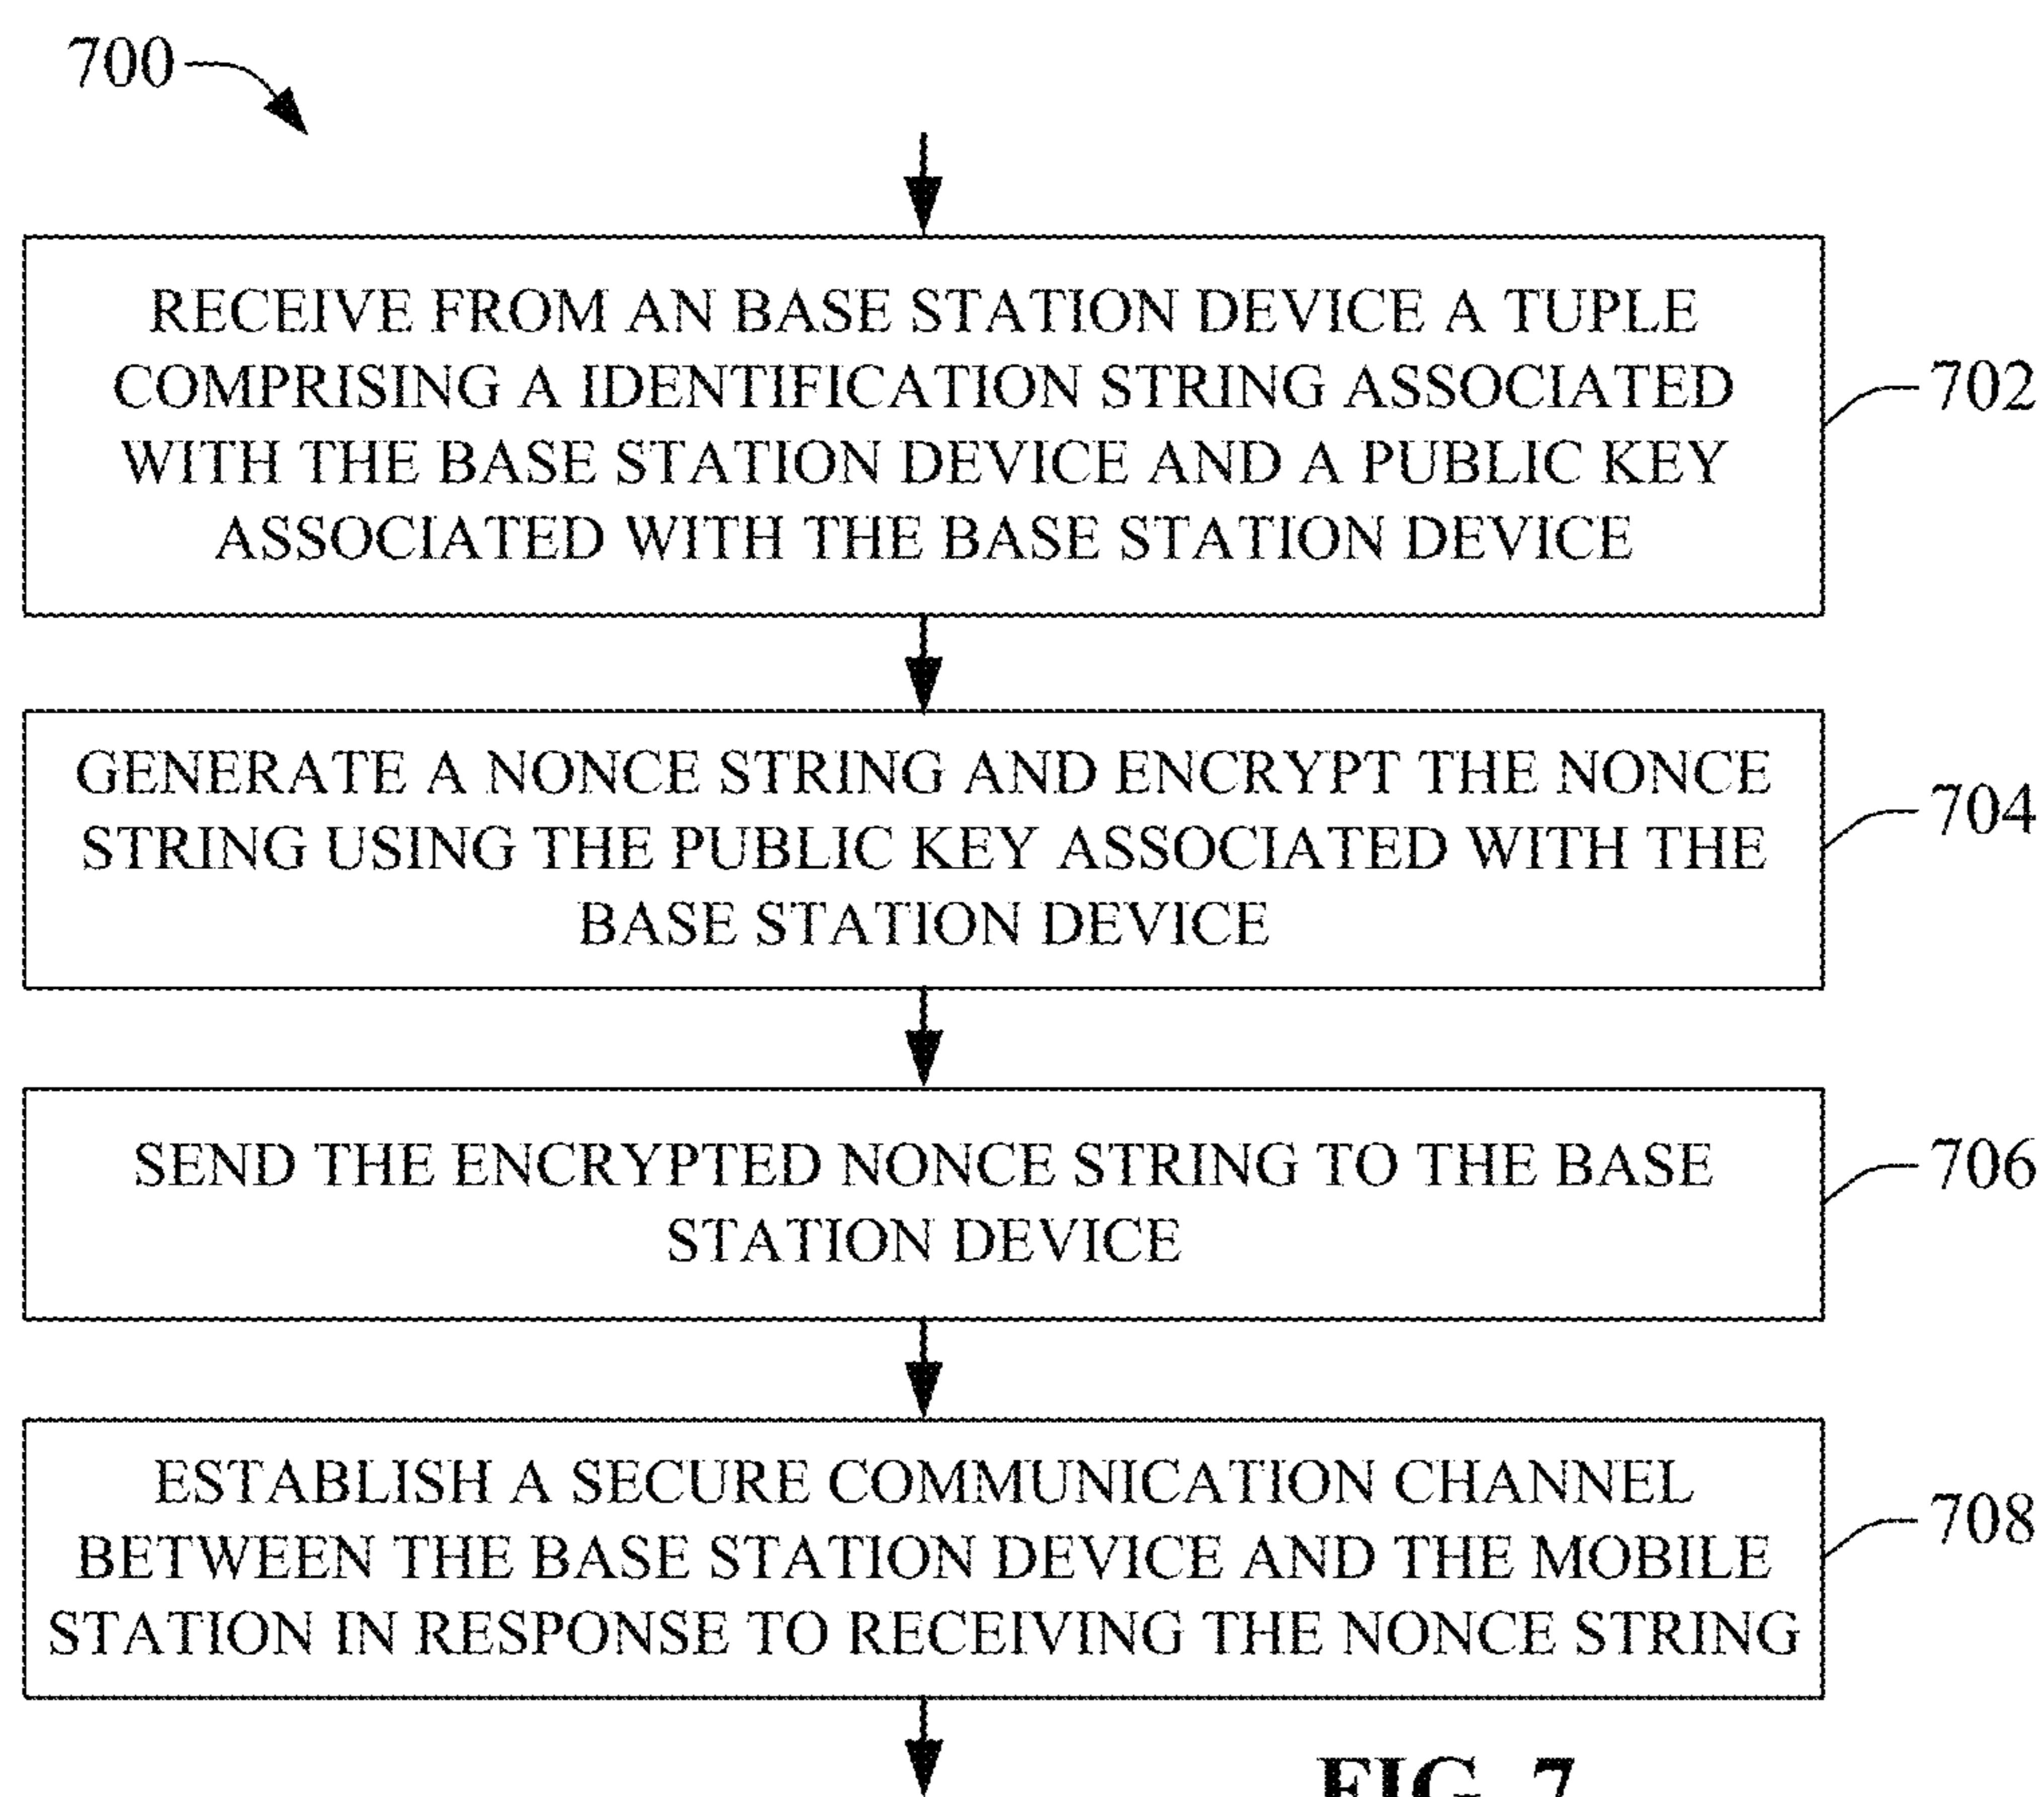 700
RECEIVE FROM AN BASE STATION DEVICE A TUPLE
COMPRISING A IDENTIFICATION STRING ASSOCIATED
WITH THE BASE STATION DEVICE AND A PUBLIC KEY
ASSOCIATED WITH THE BASE STATION DEVICE
702
GENERATE A NONCE STRING AND ENCRYPT THE NONCE
STRING USING THE PUBLIC KEY ASSOCIATED WITH THE
BASE STATION DEVICE
704
SEND THE ENCRYPTED NONCE STRING TO THE BASE
STATION DEVICE
706
ESTABLISH A SECURE COMMUNICATION CHANNEL
BETWEEN THE BASE STATION DEVICE AND THE MOBILE
STATION IN RESPONSE TO RECEIVING THE NONCE STRING
708
FIG. 7